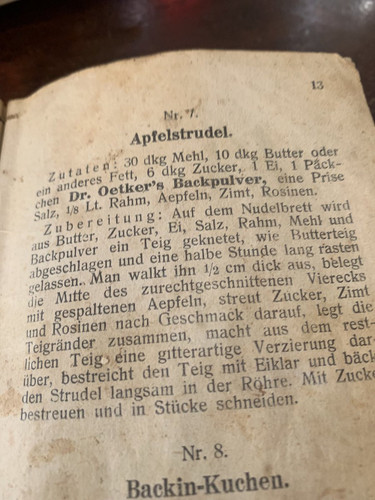 13
Nr. 7.
Apfelstrudel.
Zutaten: 30 dkg Mehl, 10 dkg Butter oder
ein anderes Fett, 6 dkg Zucker, 1 Ei, 1 Päck-
chen Dr. Oetker's Backpulver, eine Prise
Salz, 1/8 Lt. Rahm, Aepfeln, Zimt, Rosinen.
Zubereitung: Auf dem Nudelbrett wird
aus Butter, Zucker, Ei, Salz, Rahm, Mehl und
Backpulver ein Teig geknetet, wie Butterteig
abgeschlagen und eine halbe Stunde lang rasten
gelassen. Man walkt ihn 1/2 cm dick aus, belegt
die Mitte des zurechtgeschnittenen Vierecks
mit gespaltenen Aepfeln, streut Zucker, Zimt
und Rosinen nach Geschmack darauf, legt die
Teigränder zusammen, macht aus dem rest-
lichen Teig eine gitterartige Verzierung dar-
über, bestreicht den Teig mit Eiklar und bäck
den Strudel langsam in der Röhre. Mit Zucke
bestreuen und in Stücke schneiden.
Nr. 8.
Backin-Kuchen.